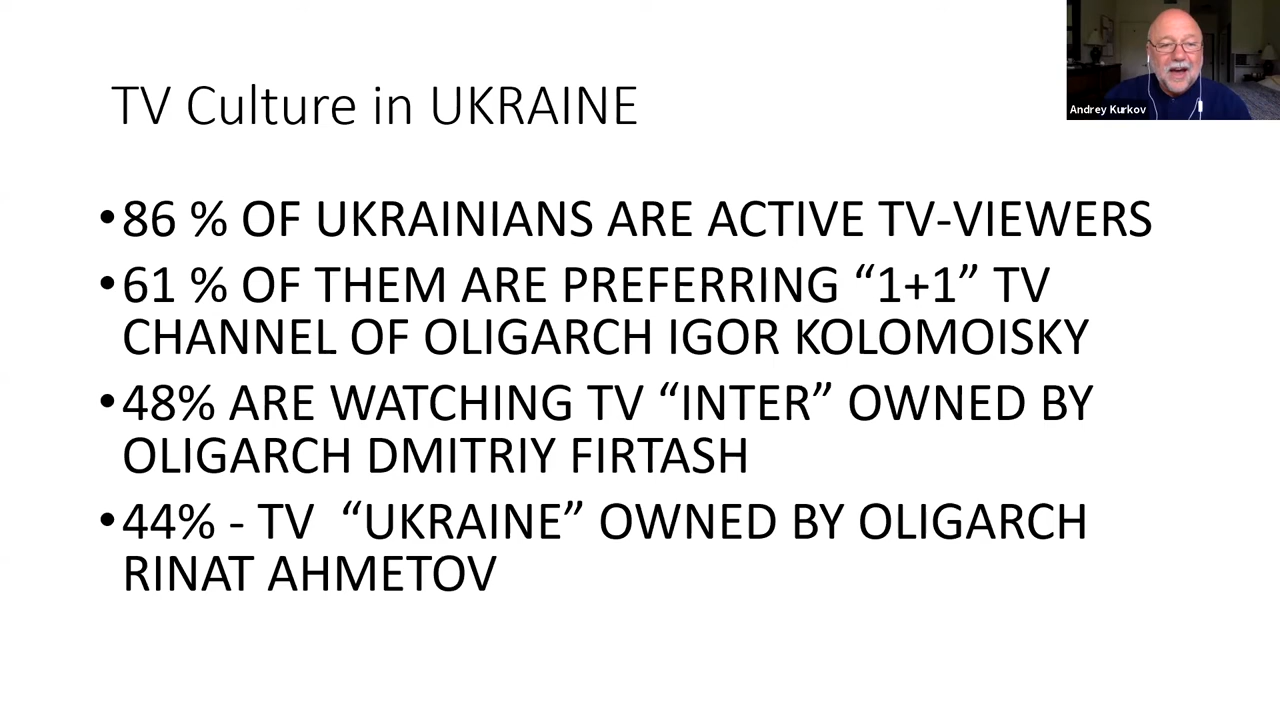 TV Culture in UKRAINE
Andrey Kurkov
•86 % OF UKRAINIANS ARE ACTIVE TV-VIEWERS
•61 % OF THEM ARE PREFERRING “1+1” TV
CHANNEL OF OLIGARCH IGOR KOLOMOISKY
•48% ARE WATCHING TV “INTER” OWNED BY
OLIGARCH DMITRIY FIRTASH
•44% - TV “UKRAINE” OWNED BY OLIGARCH
RINAT AHMETOV